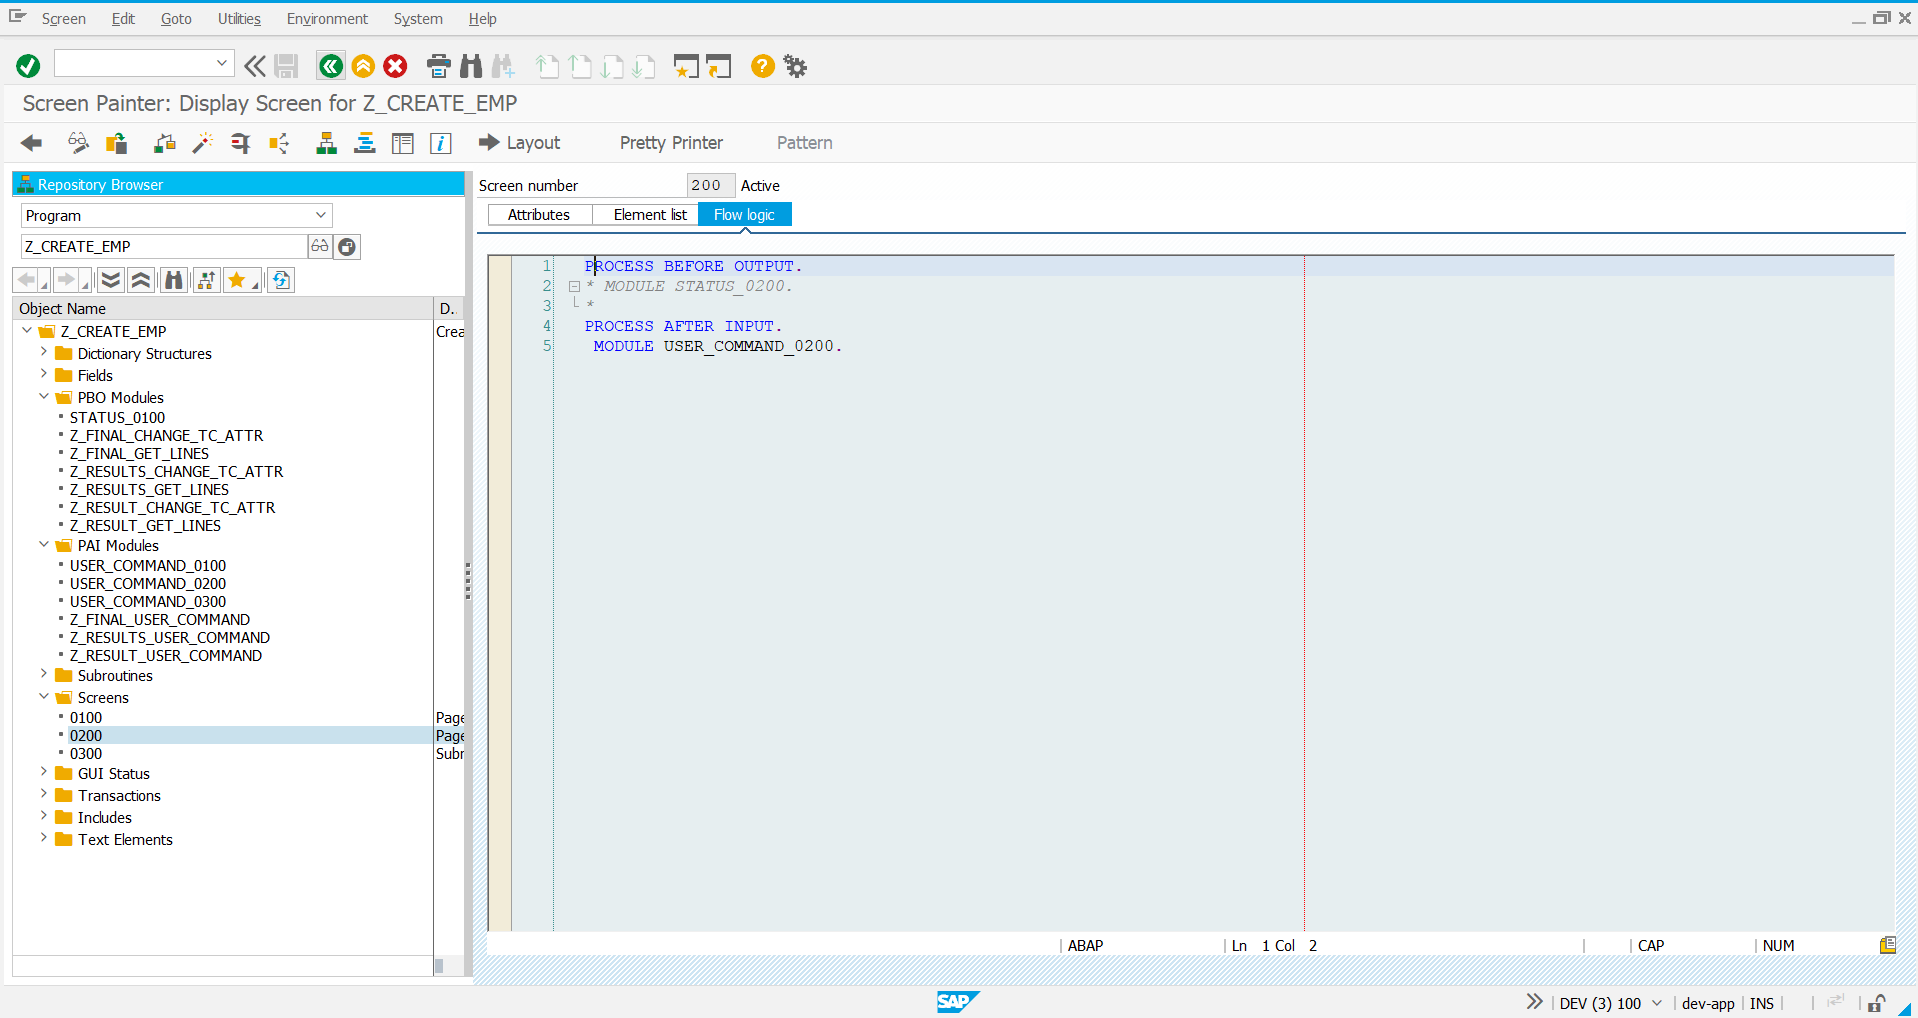 Screen Edit Goto Utilities Environment System Help
Screen Painter: Display Screen for Z_CREATE_EMP
Layout Pretty Printer Pattern
Repository Browser
Program
Z_CREATE_EMP
Object Name D..
Z_CREATE_EMP Crea
Dictionary Structures
Fields
PBO Modules
STATUS_0100
Z_FINAL_CHANGE_TC_ATTR
Z_FINAL_GET_LINES
Z_RESULTS_CHANGE_TC_ATTR
Z_RESULTS_GET_LINES
Z_RESULT_CHANGE_TC_ATTR
Z_RESULT_GET_LINES
PAI Modules
USER_COMMAND_0100
USER_COMMAND_0200
USER_COMMAND_0300
Z_FINAL_USER_COMMAND
Z_RESULTS_USER_COMMAND
Z_RESULT_USER_COMMAND
Subroutines
Screens
0100 Page
0200 Page
0300 Subr
GUI Status
Transactions
Includes
Text Elements
Screen number 200 Active
Attributes Element list Flow logic
1 PROCESS BEFORE OUTPUT.
2 * MODULE STATUS_0200.
3 *
4 PROCESS AFTER INPUT.
5 MODULE USER_COMMAND_0200.
ABAP Ln 1 Col 2 CAP NUM
SAP DEV (3) 100 dev-app INS